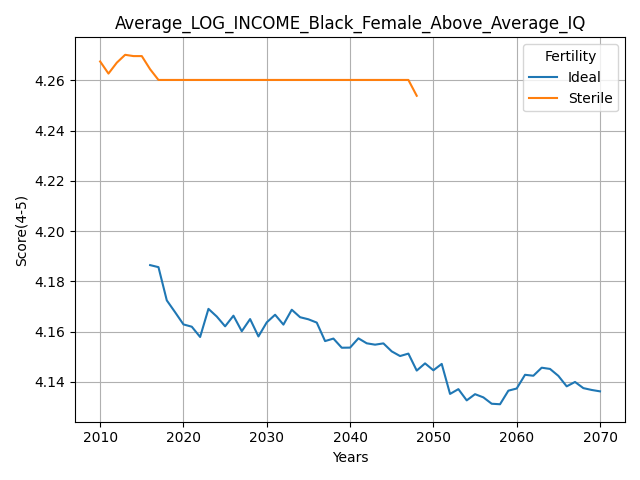 Average_LOG_INCOME_Black_Female_Above_Average_IQ
Fertility
Ideal
Sterile
Score(4-5)
4.26
4.24
4.22
4.20
4.18
4.16
4.14
2010 2020 2030 2040 2050 2060 2070
Years